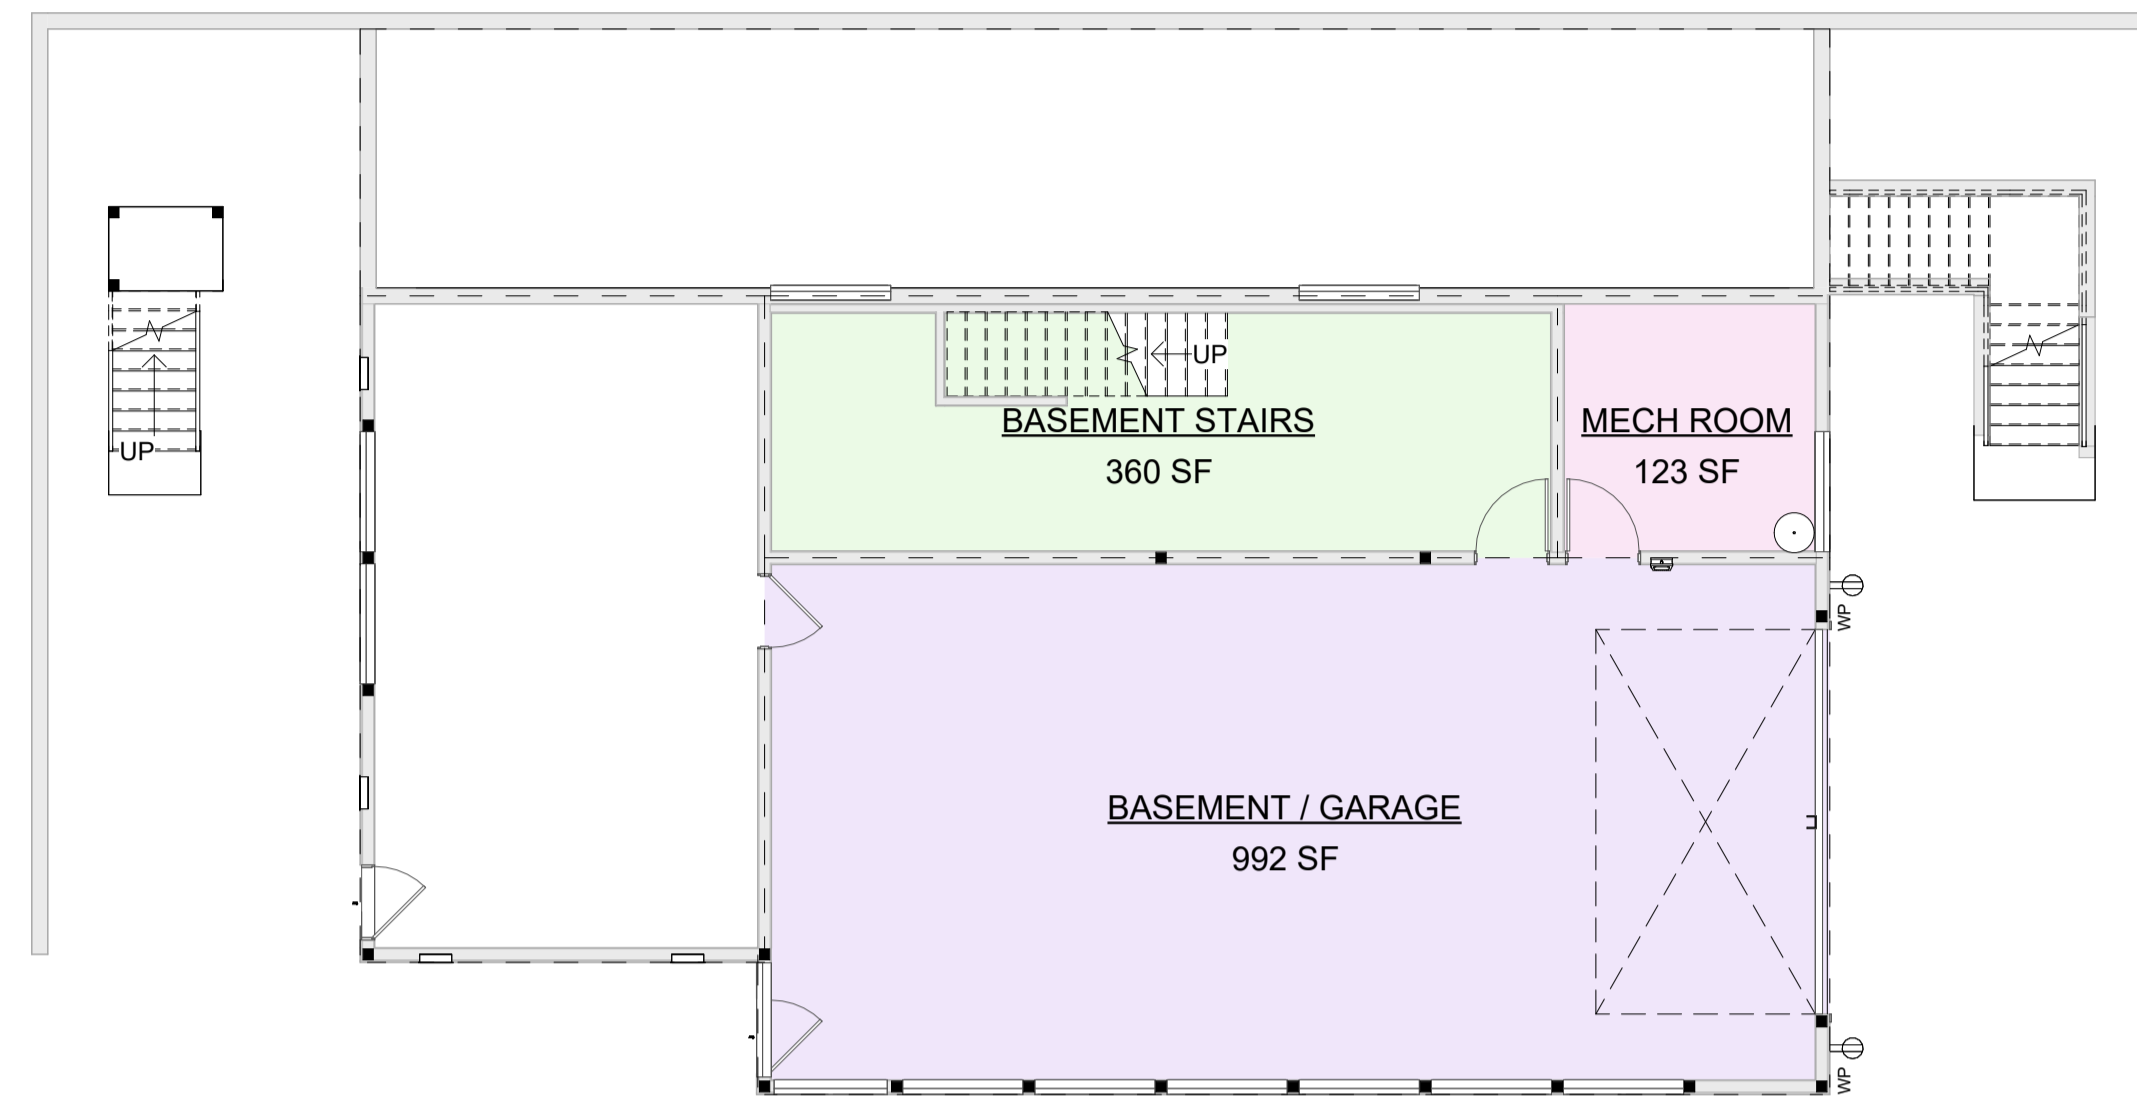 UP
BASEMENT STAIRS
360 SF
MECH ROOM
123 SF
UP
WP
BASEMENT / GARAGE
992 SF
WP